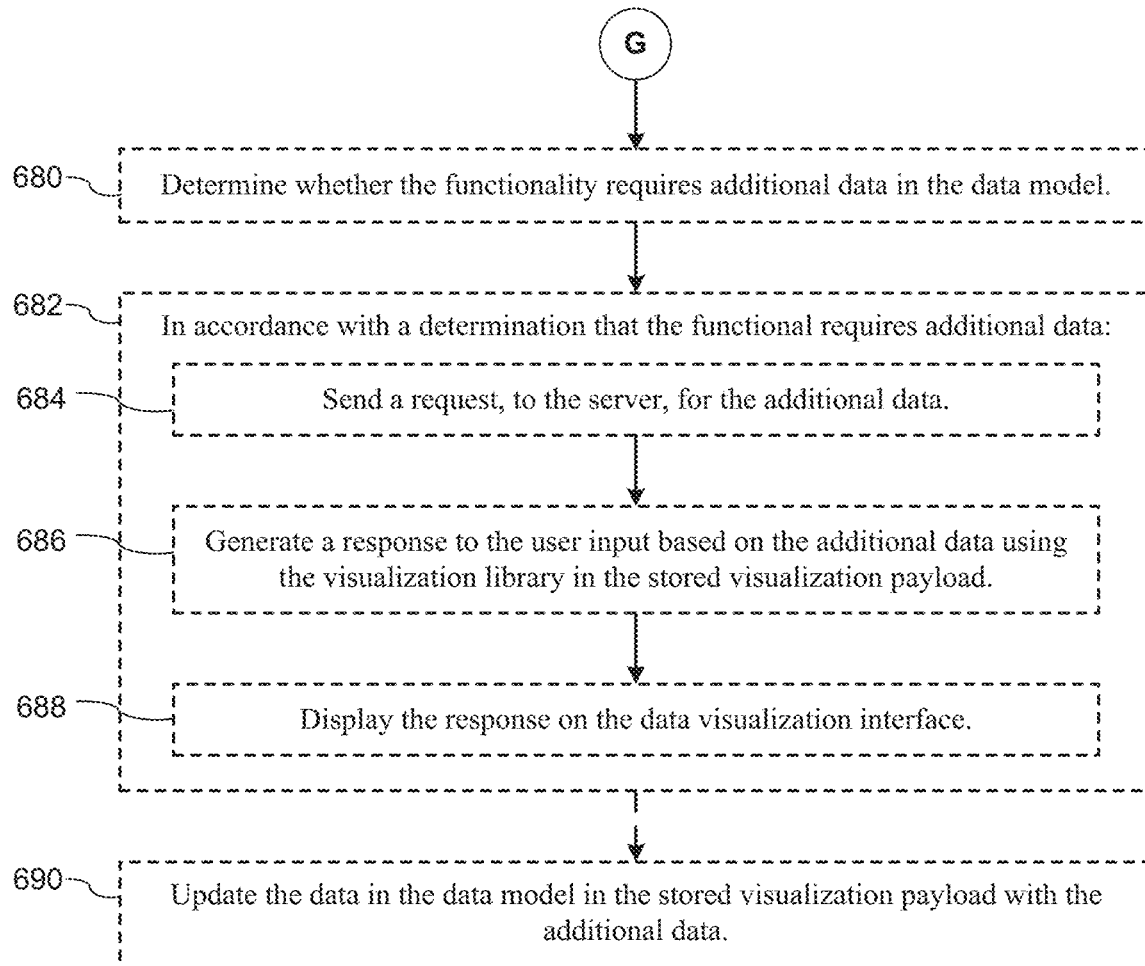 G
680
Determine whether the functionality requires additional data in the data model.
682
In accordance with a determination that the functional requires additional data:
684
Send a request, to the server, for the additional data.
686
Generate a response to the user input based on the additional data using
the visualization library in the stored visualization payload.
688
Display the response on the data visualization interface.
690
Update the data in the data model in the stored visualization payload with the
additional data.